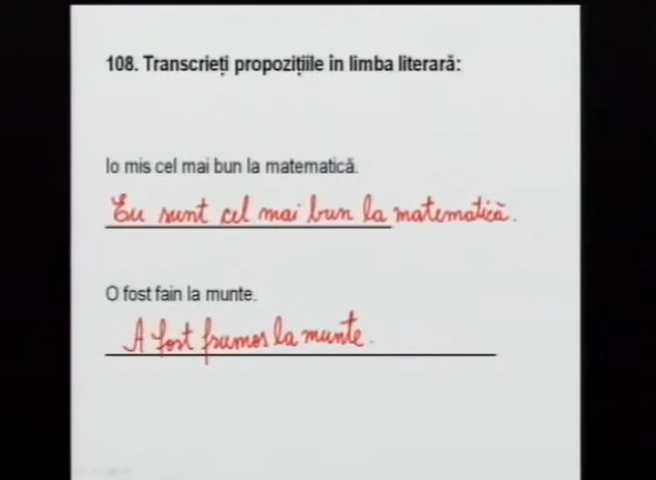 108. Transcrieți propozițiile în limba literară:
Io mis cel mai bun la matematică.
Eu sunt cel mai bun la matematică.
O fost fain la munte.
A fost frumos la munte.